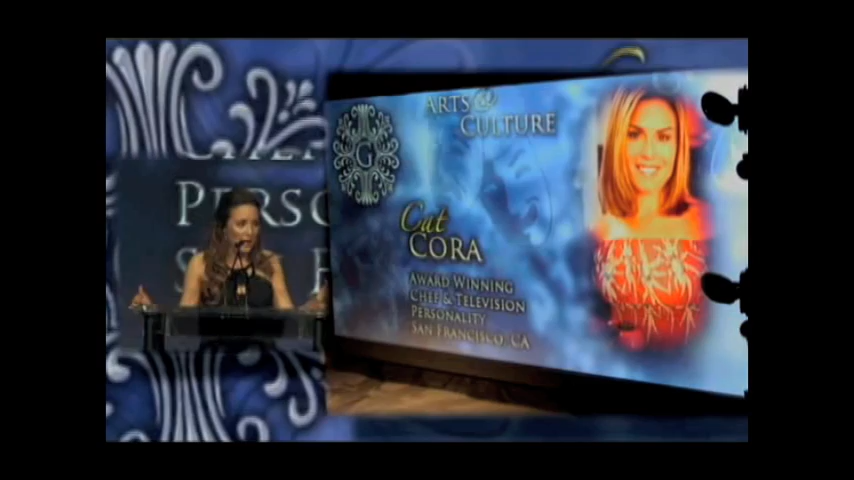 ARTS &
CULTURE
G
Cat
CORA
AWARD WINNING
CHEF & TELEVISION
PERSONALITY
SAN FRANCISCO, CA
PERSO